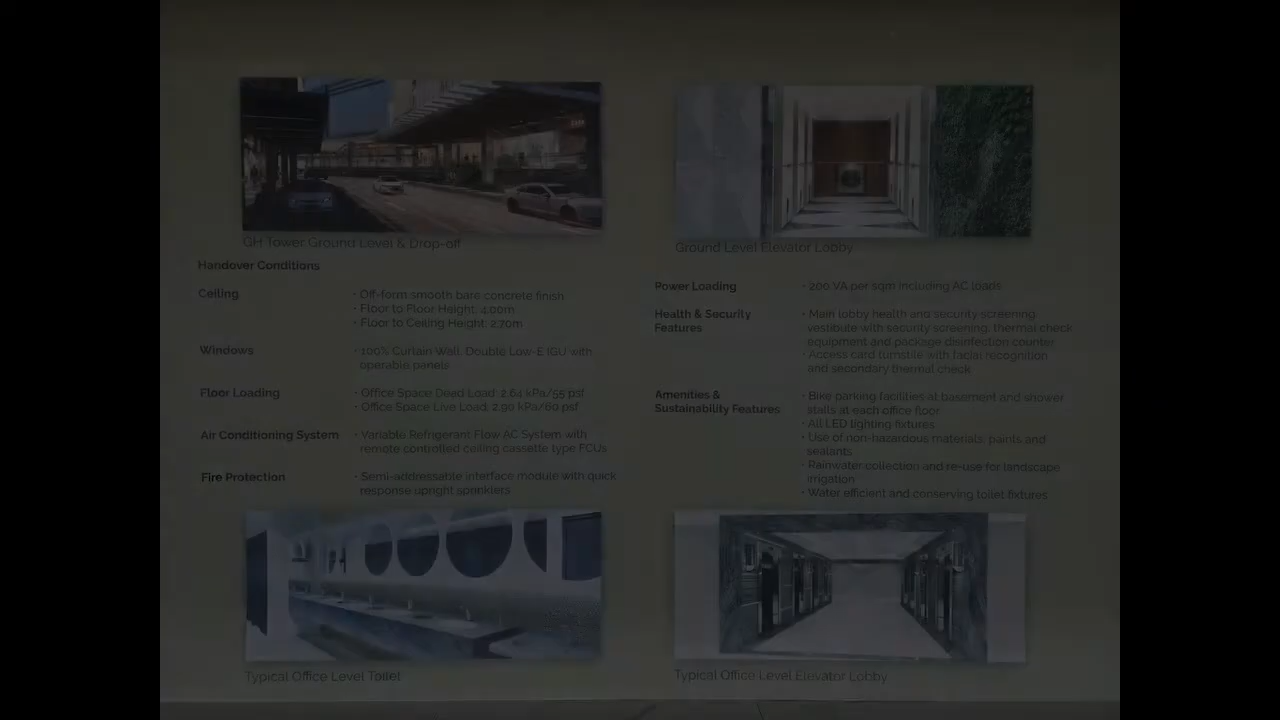 GH Tower Ground Level & Drop-off
Handover Conditions
Ceiling
• Off-form smooth bare concrete finish
• Floor to Floor Height: 4.00m
• Floor to Ceiling Height: 2.70m
Windows
• 100% Curtain Wall: Double Low-E IGU with
operable panels
Floor Loading
• Office Space Dead Load: 2.64 kPa/55 psf
• Office Space Live Load: 2.90 kPa/60 psf
Air Conditioning System
• Variable Refrigerant Flow AC System with
remote controlled ceiling cassette type FCUs
Fire Protection
• Semi-addressable interface module with quick
response upright sprinklers
Typical Office Level Toilet
Ground Level Elevator Lobby
Power Loading
• 200 VA per sqm including AC loads
Health & Security
Features
• Main lobby health and security screening
vestibule with security screening, thermal check
equipment and package disinfection counter
• Access card turnstile with facial recognition
and secondary thermal check
Amenities &
Sustainability Features
• Bike parking facilities at basement and shower
stalls at each office floor
• All LED lighting fixtures
• Use of non-hazardous materials, paints and
sealants
• Rainwater collection and re-use for landscape
irrigation
• Water efficient and conserving toilet fixtures
Typical Office Level Elevator Lobby